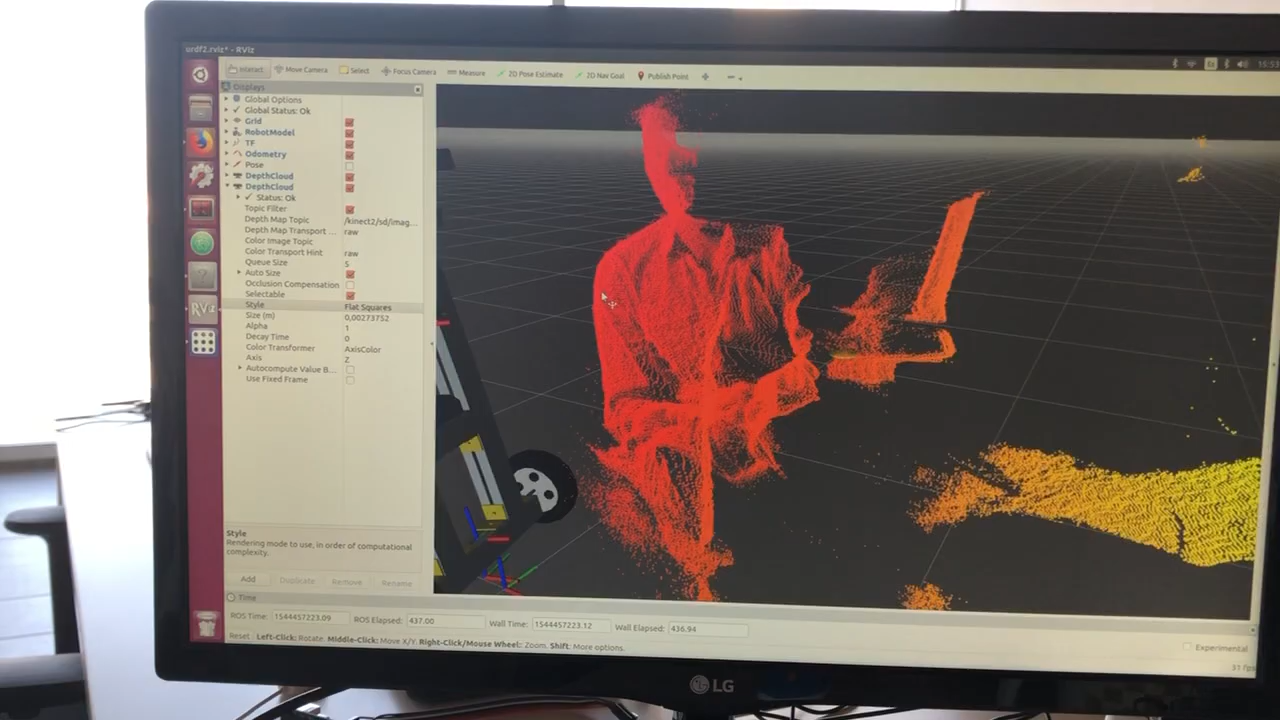 urdf2.rviz* - RViz
Interact Move Camera Select Focus Camera Measure 2D Pose Estimate 2D Nav Goal Publish Point
Es
Displays
Global Options
Global Status: Ok
Grid
RobotModel
TF
Odometry
Pose
DepthCloud
DepthCloud
Status: Ok
Topic Filter
Depth Map Topic /kinect2/sd/imag...
Depth Map Transport ... raw
Color Image Topic
Color Transport Hint raw
Queue Size 5
Auto Size
Occlusion Compensation
Selectable
Style Flat Squares
Size (m) 0,00273752
Alpha 1
Decay Time 0
Color Transformer AxisColor
Axis Z
Autocompute Value B...
Use Fixed Frame
RViz
Style
Rendering mode to use, in order of computational
complexity.
Add Duplicate Remove Rename
Time
ROS Time: 1544457223.09 ROS Elapsed: 437.00 Wall Time: 1544457223.12 Wall Elapsed: 436.94
Reset Left-Click: Rotate. Middle-Click: Move X/Y. Right-Click/Mouse Wheel: Zoom. Shift: More options.
Experimental
31 fps
LG